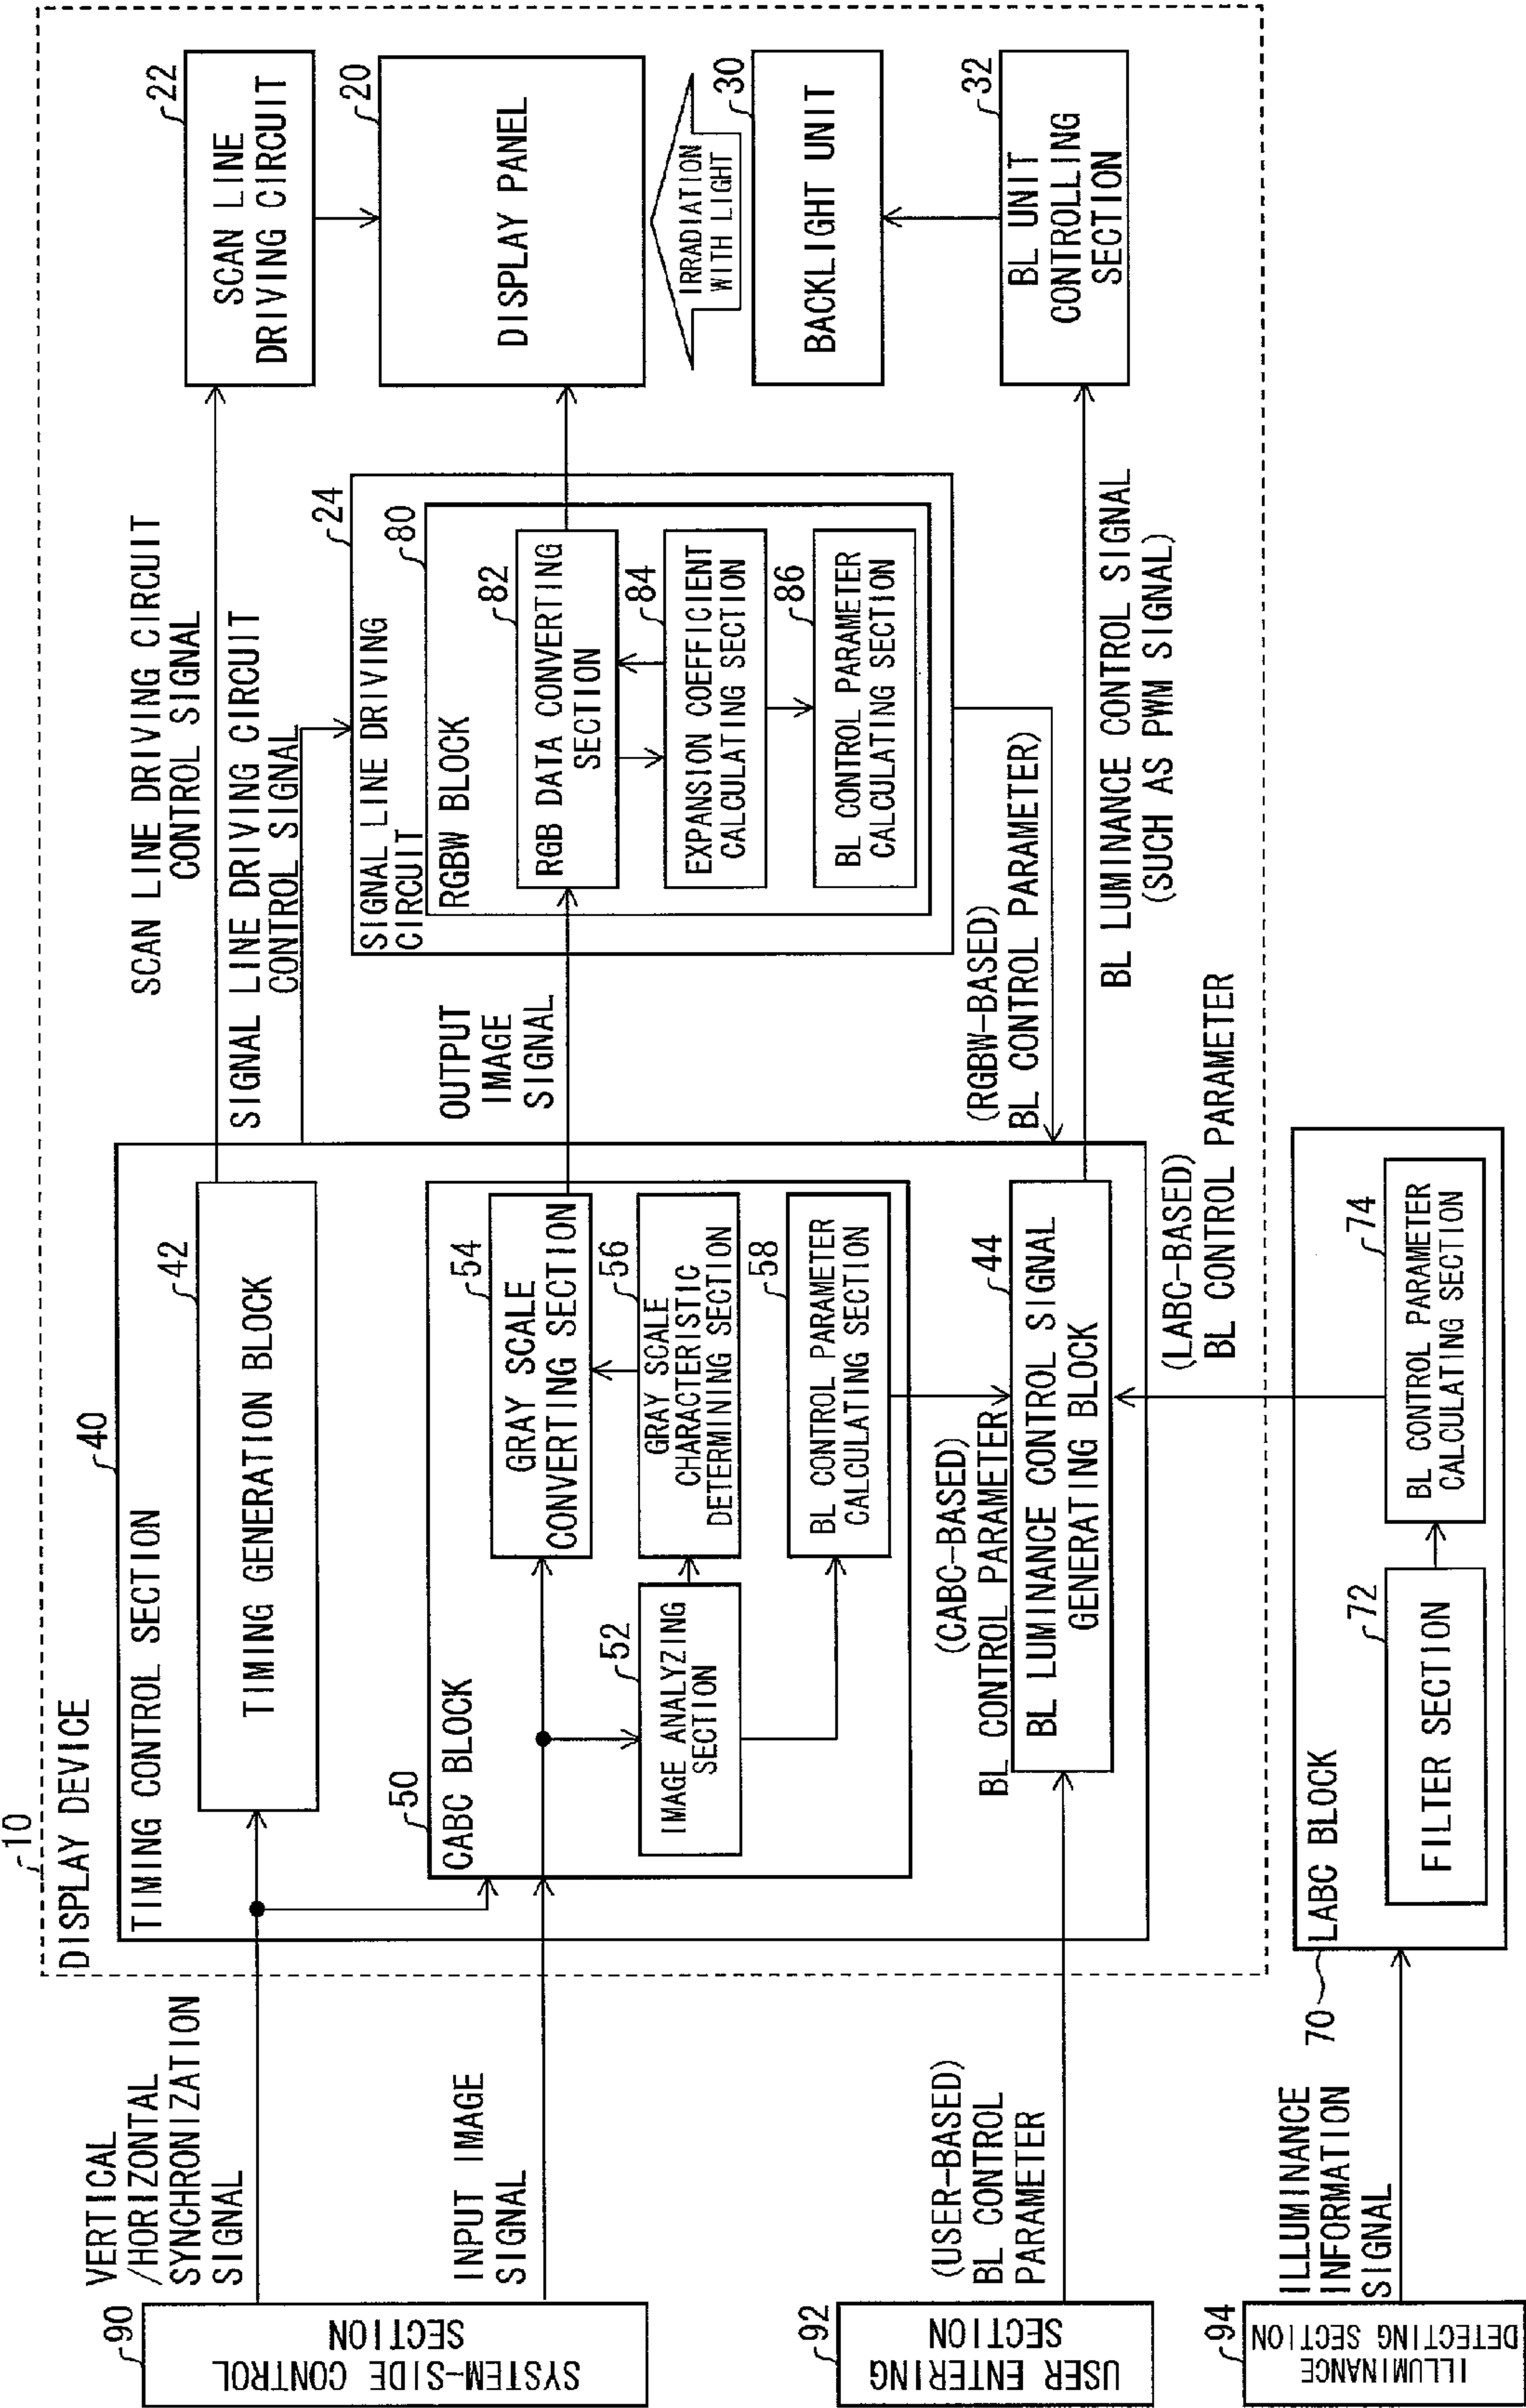 10
DISPLAY DEVICE
40
TIMING CONTROL SECTION
42
TIMING GENERATION BLOCK
90
SYSTEM-SIDE CONTROL
SECTION
VERTICAL
/HORIZONTAL
SYNCHRONIZATION
SIGNAL
INPUT IMAGE
SIGNAL
50
CABC BLOCK
52
IMAGE ANALYZING
SECTION
54
GRAY SCALE
CONVERTING SECTION
56
GRAY SCALE
CHARACTERISTIC
DETERMINING SECTION
58
BL CONTROL PARAMETER
CALCULATING SECTION
(CABC-BASED)
BL CONTROL PARAMETER
44
BL LUMINANCE CONTROL SIGNAL
GENERATING BLOCK
92
USER ENTERING
SECTION
(USER-BASED)
BL CONTROL
PARAMETER
94
ILLUMINANCE
DETECTING SECTION
ILLUMINANCE
INFORMATION
SIGNAL
70
LABC BLOCK
72
FILTER SECTION
74
BL CONTROL PARAMETER
CALCULATING SECTION
(LABC-BASED)
BL CONTROL PARAMETER
SCAN LINE DRIVING CIRCUIT
CONTROL SIGNAL
SIGNAL LINE DRIVING CIRCUIT
CONTROL SIGNAL
OUTPUT
IMAGE
SIGNAL
24
SIGNAL LINE DRIVING
CIRCUIT
80
RGBW BLOCK
82
RGB DATA CONVERTING
SECTION
84
EXPANSION COEFFICIENT
CALCULATING SECTION
86
BL CONTROL PARAMETER
CALCULATING SECTION
(RGBW-BASED)
BL CONTROL PARAMETER)
BL LUMINANCE CONTROL SIGNAL
(SUCH AS PWM SIGNAL)
22
SCAN LINE
DRIVING CIRCUIT
20
DISPLAY PANEL
IRRADIATION
WITH LIGHT
30
BACKLIGHT UNIT
32
BL UNIT
CONTROLLING
SECTION